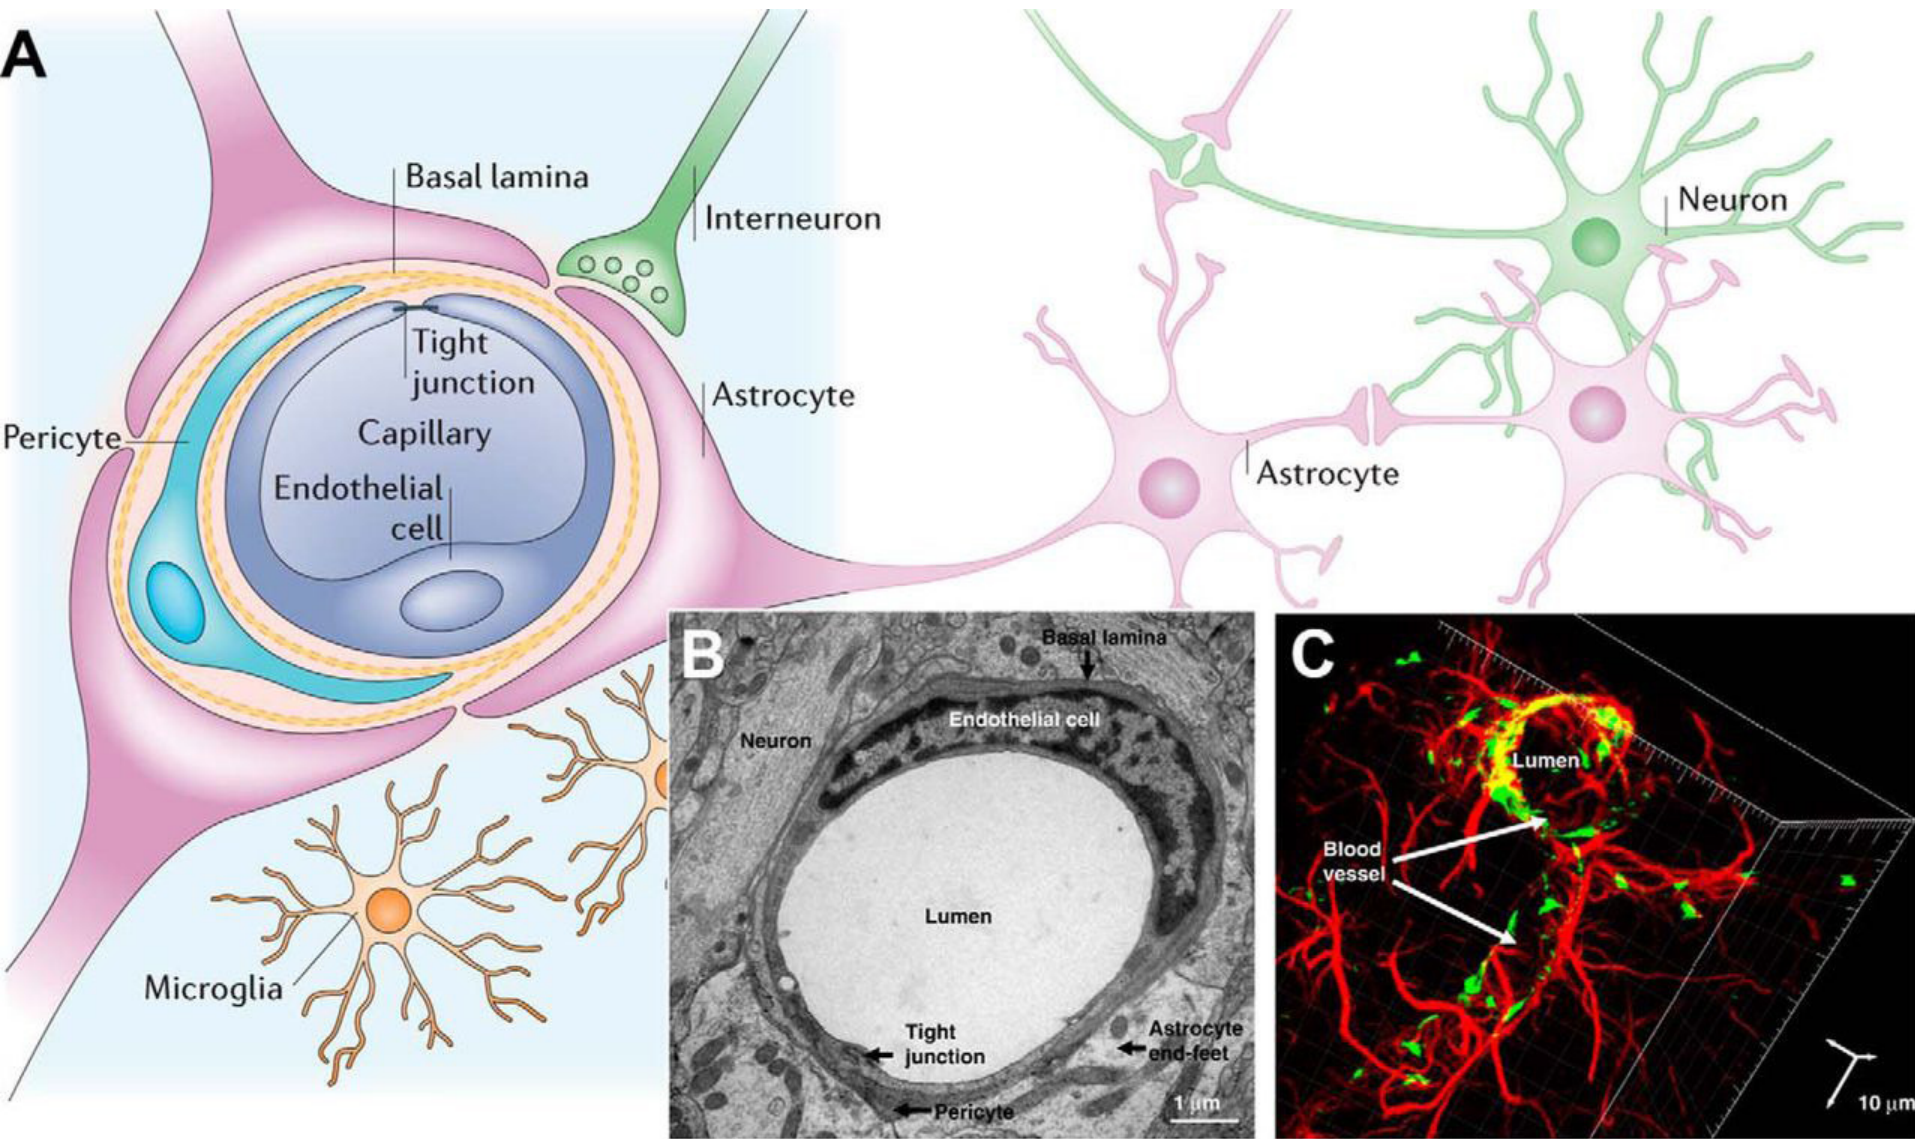 A
Basal lamina
Interneuron
Neuron
Tight
junction
Astrocyte
Pericyte
Capillary
Endothelial
cell
Astrocyte
Microglia
B
Basal lamina
Endothelial cell
Neuron
Lumen
Tight
junction
Astrocyte
end-feet
Pericyte
1 μm
C
Lumen
Blood
vessel
10 μm